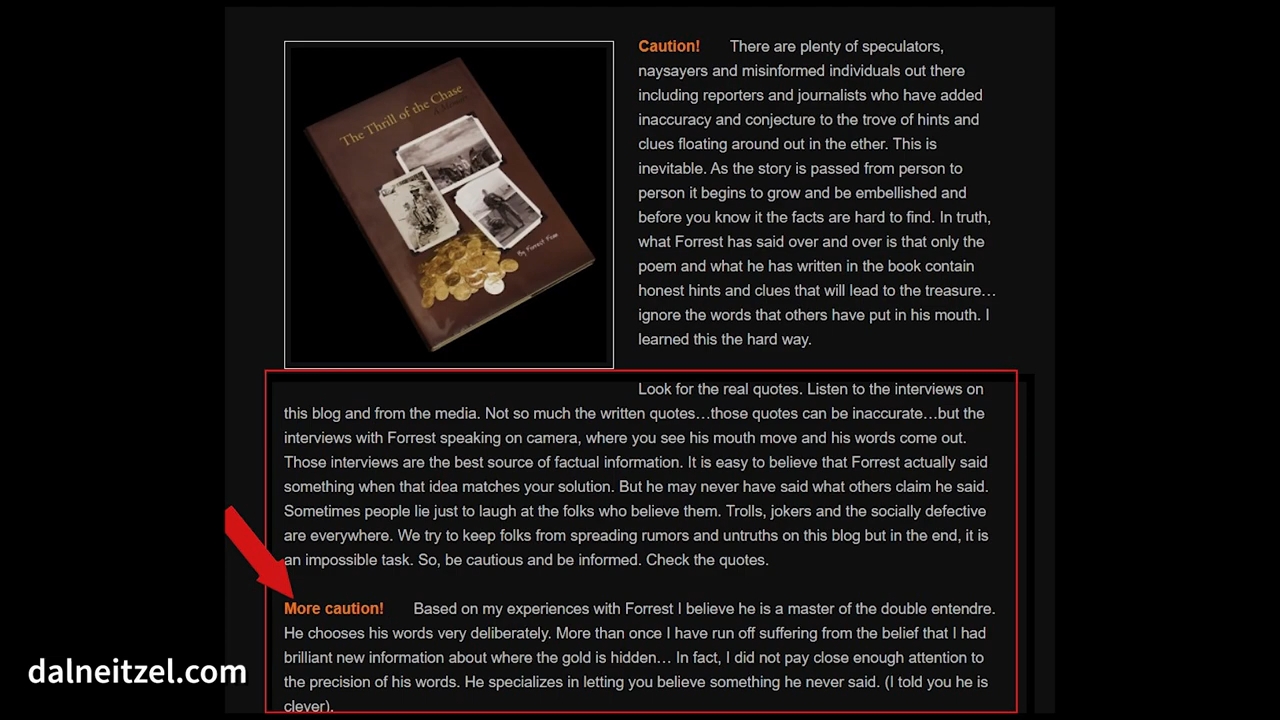 The Thrill of the Chase
By Forrest Fenn
Caution! There are plenty of speculators,
naysayers and misinformed individuals out there
including reporters and journalists who have added
inaccuracy and conjecture to the trove of hints and
clues floating around out in the ether. This is
inevitable. As the story is passed from person to
person it begins to grow and be embellished and
before you know it the facts are hard to find. In truth,
what Forrest has said over and over is that only the
poem and what he has written in the book contain
honest hints and clues that will lead to the treasure…
ignore the words that others have put in his mouth. I
learned this the hard way.
Look for the real quotes. Listen to the interviews on
this blog and from the media. Not so much the written quotes…those quotes can be inaccurate…but the
interviews with Forrest speaking on camera, where you see his mouth move and his words come out.
Those interviews are the best source of factual information. It is easy to believe that Forrest actually said
something when that idea matches your solution. But he may never have said what others claim he said.
Sometimes people lie just to laugh at the folks who believe them. Trolls, jokers and the socially defective
are everywhere. We try to keep folks from spreading rumors and untruths on this blog but in the end, it is
an impossible task. So, be cautious and be informed. Check the quotes.
More caution! Based on my experiences with Forrest I believe he is a master of the double entendre.
He chooses his words very deliberately. More than once I have run off suffering from the belief that I had
brilliant new information about where the gold is hidden… In fact, I did not pay close enough attention to
the precision of his words. He specializes in letting you believe something he never said. (I told you he is
clever).
dalneitzel.com